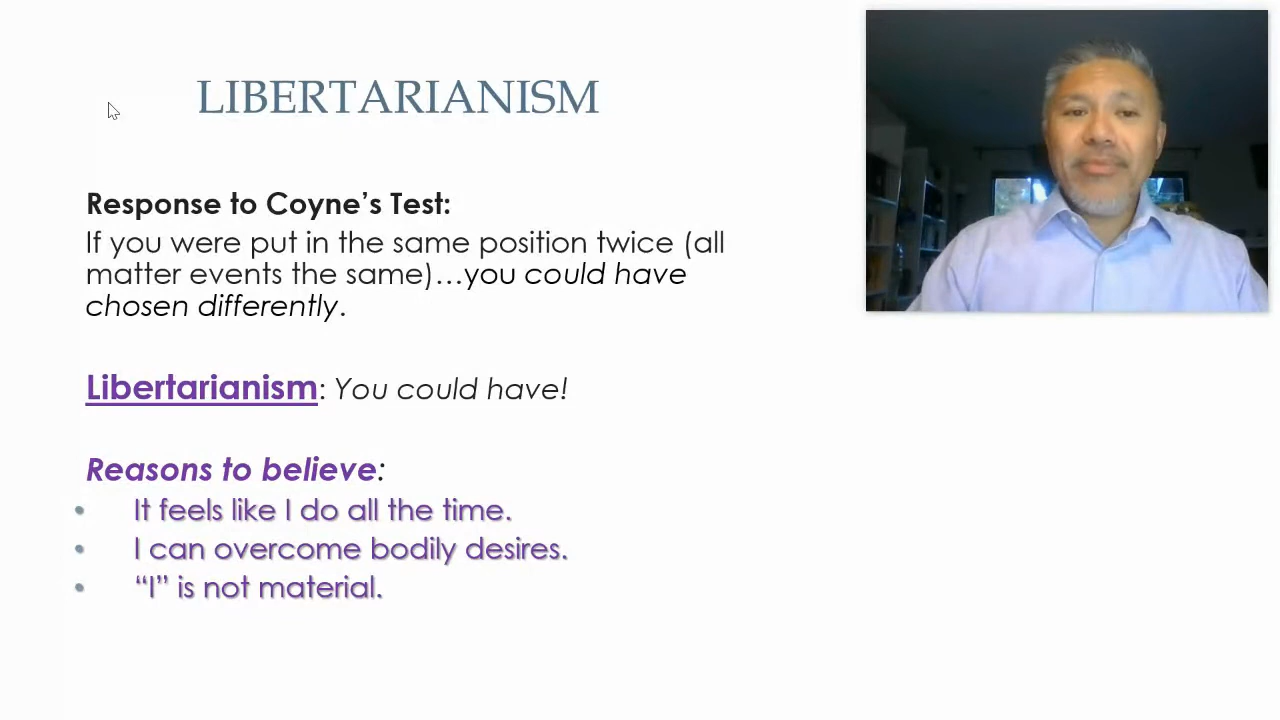 LIBERTARIANISM
Response to Coyne’s Test:
If you were put in the same position twice (all
matter events the same)…you could have
chosen differently.
Libertarianism: You could have!
Reasons to believe:
• It feels like I do all the time.
• I can overcome bodily desires.
• “I” is not material.